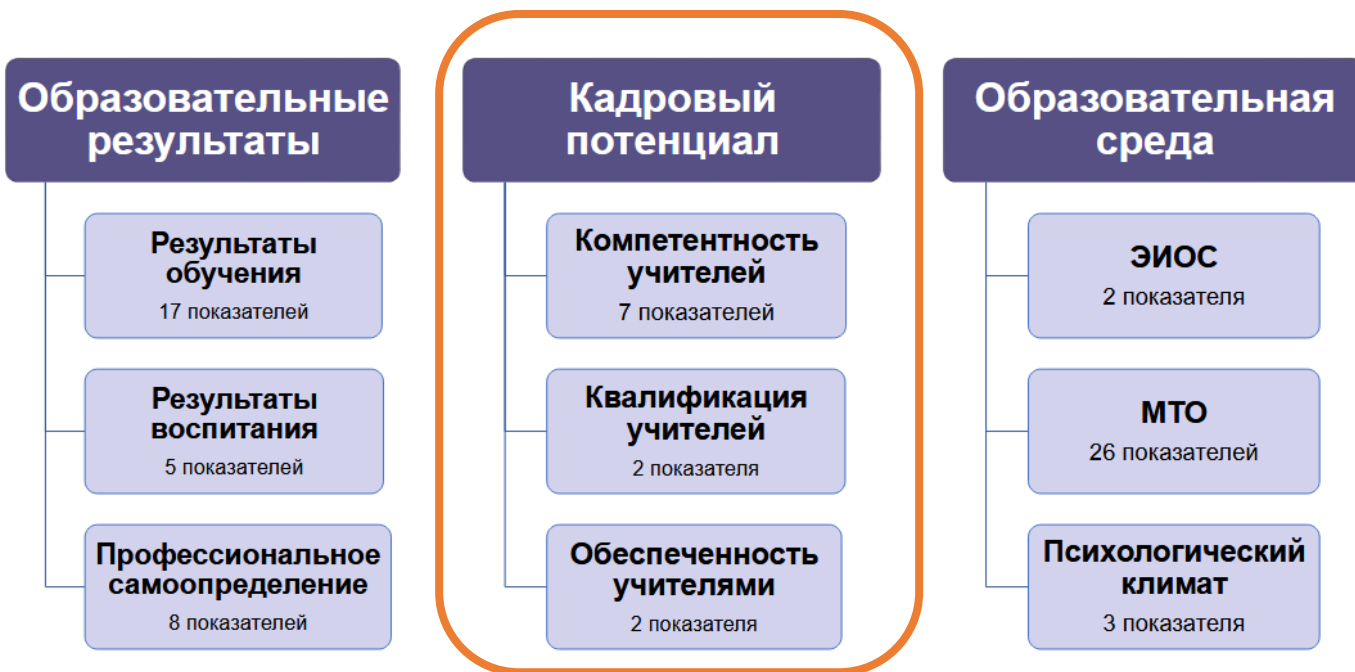 Образовательные
результаты
Результаты
обучения
17 показателей
Результаты
воспитания
5 показателей
Профессиональное
самоопределение
8 показателей
Кадровый
потенциал
Компетентность
учителей
7 показателей
Квалификация
учителей
2 показателя
Обеспеченность
учителями
2 показателя
Образовательная
среда
ЭИОС
2 показателя
МТО
26 показателей
Психологический
климат
3 показателя